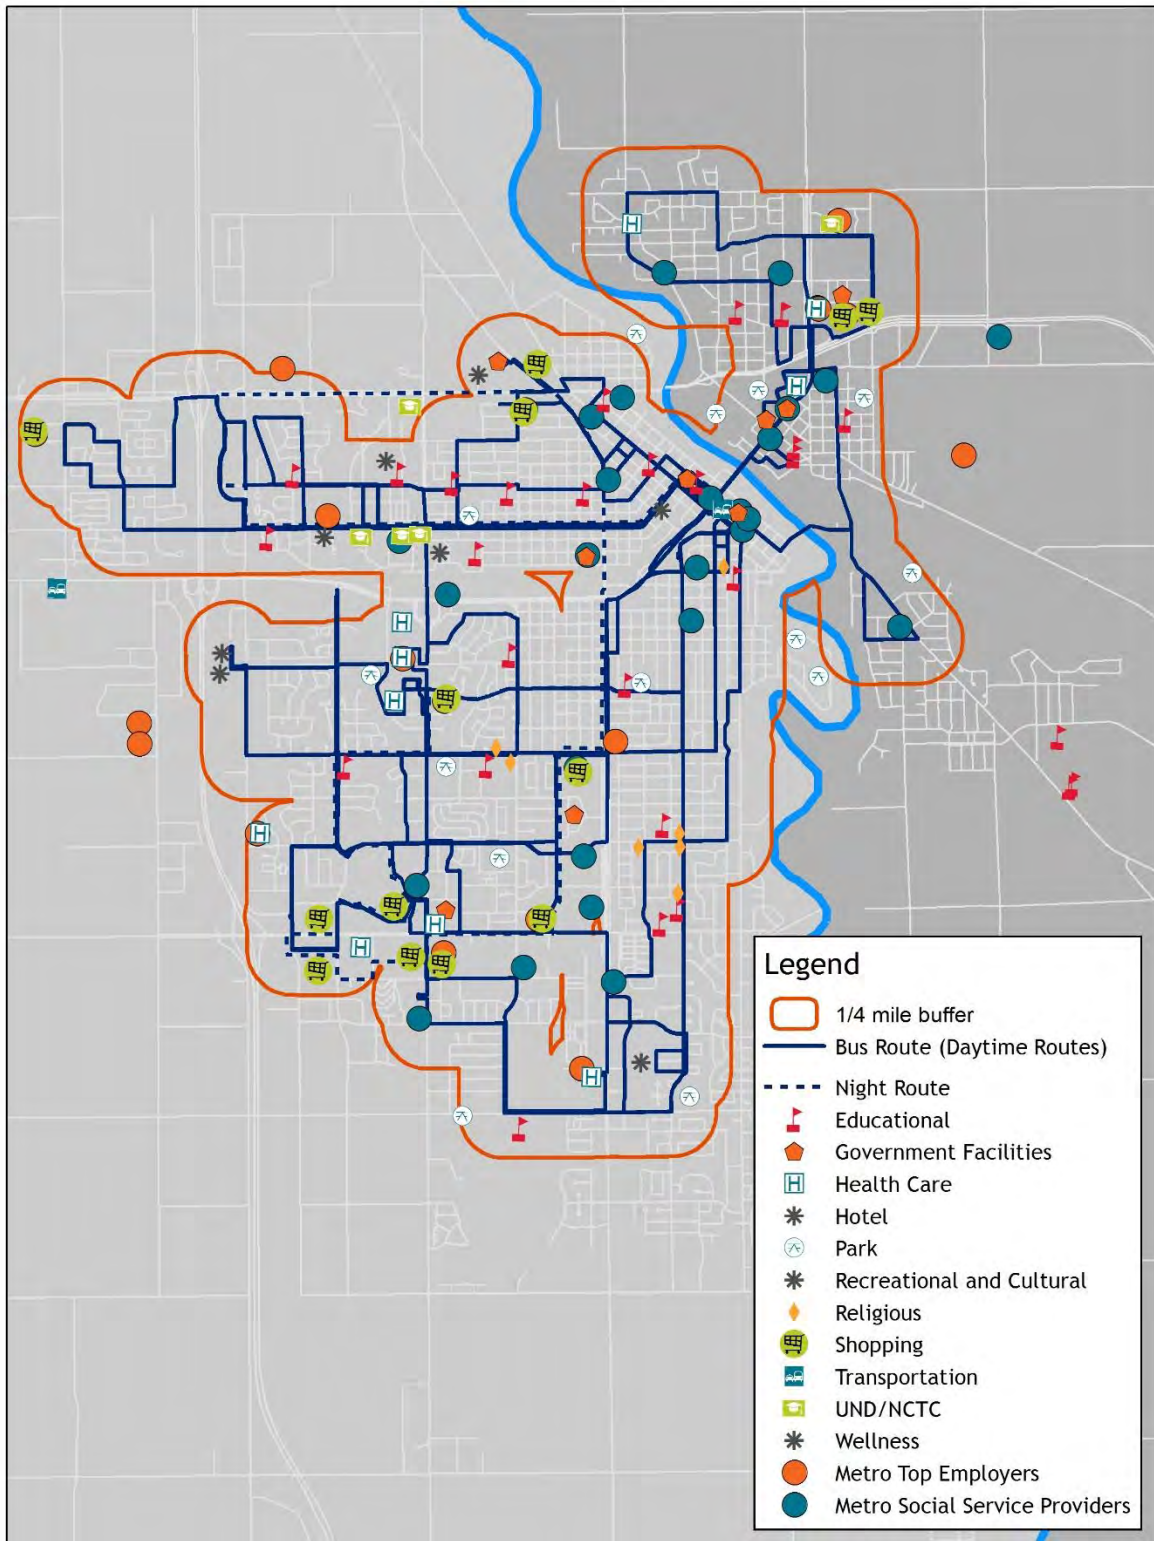 Legend
1/4 mile buffer
Bus Route (Daytime Routes)
Night Route
Educational
Government Facilities
H Health Care
Hotel
Park
Recreational and Cultural
Religious
Shopping
Transportation
UND/NCTC
Wellness
Metro Top Employers
Metro Social Service Providers